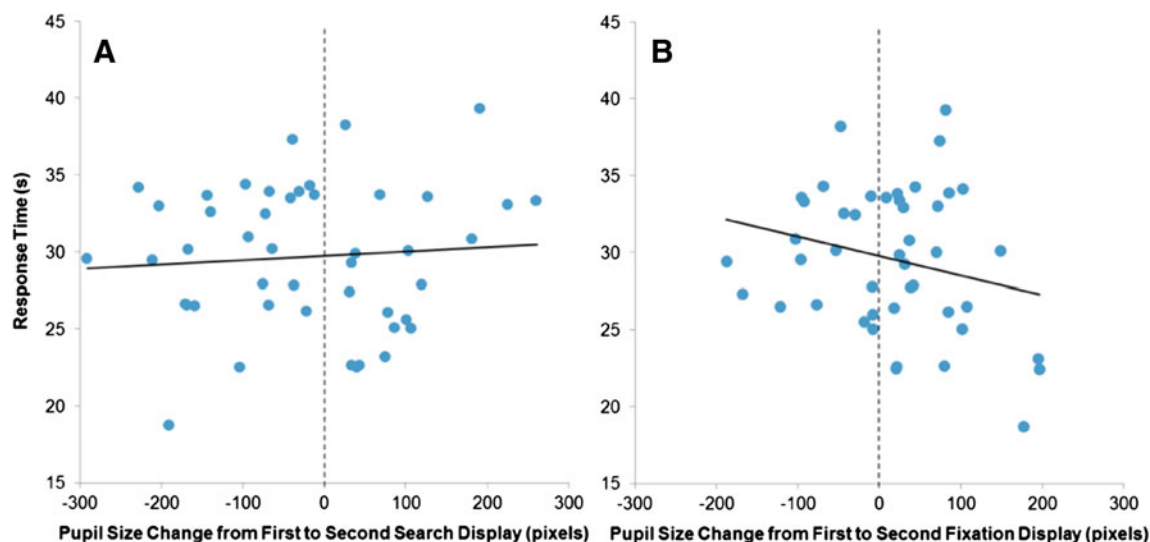 A
B
Response Time (s)
45
40
35
30
25
20
15
-300 -200 -100 0 100 200 300
Pupil Size Change from First to Second Search Display (pixels)
45
40
35
30
25
20
15
-300 -200 -100 0 100 200 300
Pupil Size Change from First to Second Fixation Display (pixels)